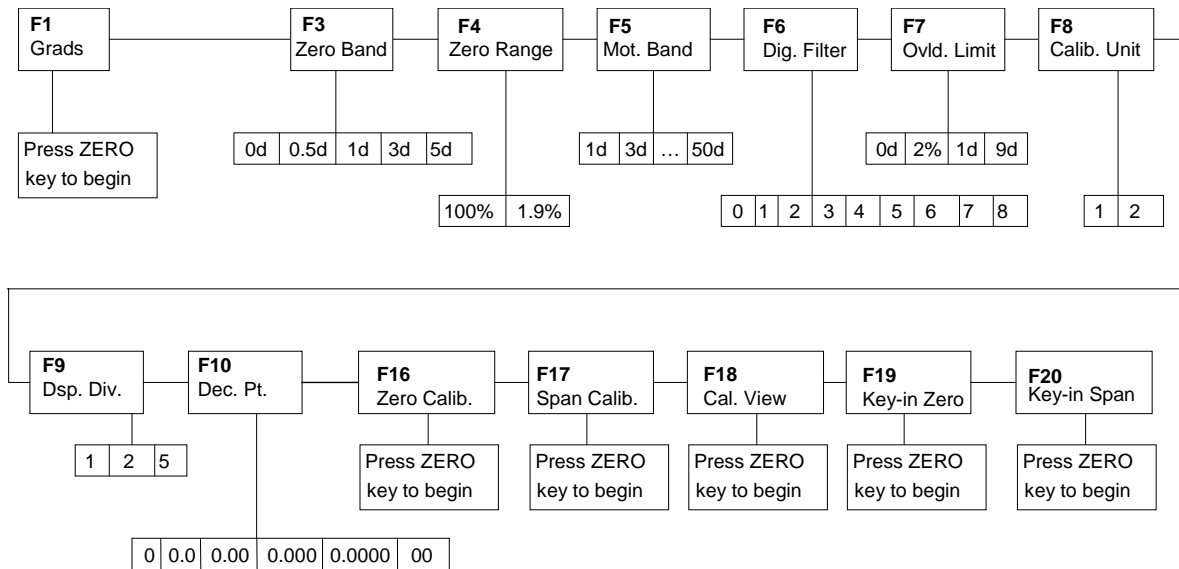 F1
Grads
F3
Zero Band
F4
Zero Range
F5
Mot. Band
F6
Dig. Filter
F7
Ovld. Limit
F8
Calib. Unit
Press ZERO
key to begin
0d 0.5d 1d 3d 5d
1d 3d … 50d
0d 2% 1d 9d
100% 1.9%
0 1 2 3 4 5 6 7 8
1 2
F9
Dsp. Div.
F10
Dec. Pt.
F16
Zero Calib.
F17
Span Calib.
F18
Cal. View
F19
Key-in Zero
F20
Key-in Span
1 2 5
Press ZERO
key to begin
Press ZERO
key to begin
Press ZERO
key to begin
Press ZERO
key to begin
Press ZERO
key to begin
0 0.0 0.00 0.000 0.0000 00